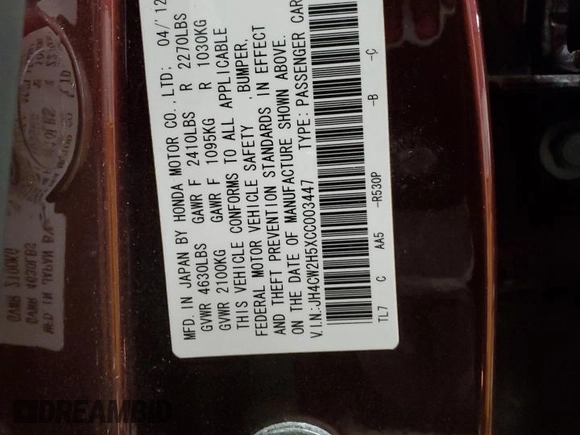 MFD. IN JAPAN BY HONDA MOTOR CO.,LTD: 04/ 12
GVWR 4630LBS GAWR F 2410LBS R 2270LBS
GVWR 2100KG GAWR F 1095KG R 1030KG
THIS VEHICLE CONFORMS TO ALL APPLICABLE
FEDERAL MOTOR VEHICLE SAFETY ,BUMPER,
AND THEFT PREVENTION STANDARDS IN EFFECT
ON THE DATE OF MANUFACTURE SHOWN ABOVE.
V.I.N:JH4CW2H5XCC003447 TYPE: PASSENGER CAR
TL7 C AA5 -R530P -B -C
DREAMBID